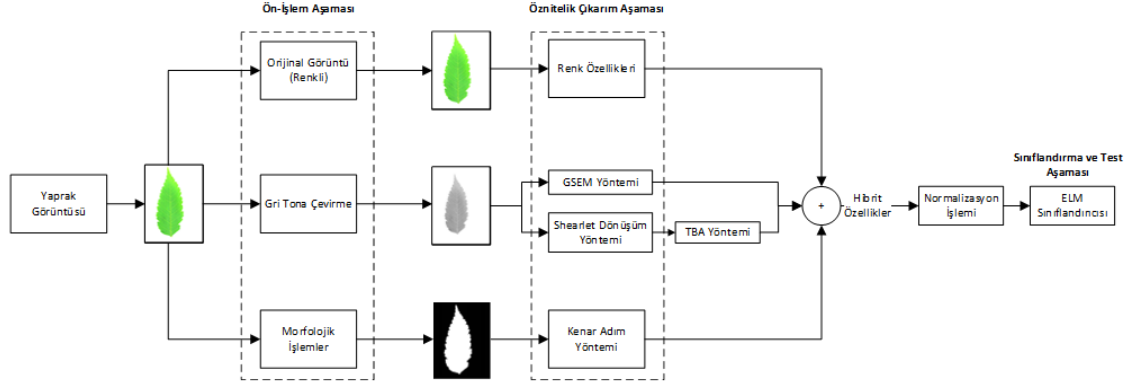 Ön-İşlem Aşaması
Öznitelik Çıkarım Aşaması
Orijinal Görüntü
(Renkli)
Renk Özellikleri
Yaprak
Görüntüsü
Gri Tona Çevirme
GSEM Yöntemi
Shearlet Dönüşüm
Yöntemi
TBA Yöntemi
+
Hibrit
Özellikler
Normalizasyon
İşlemi
Sınıflandırma ve Test
Aşaması
ELM
Sınıflandırıcısı
Morfolojik
İşlemler
Kenar Adım
Yöntemi